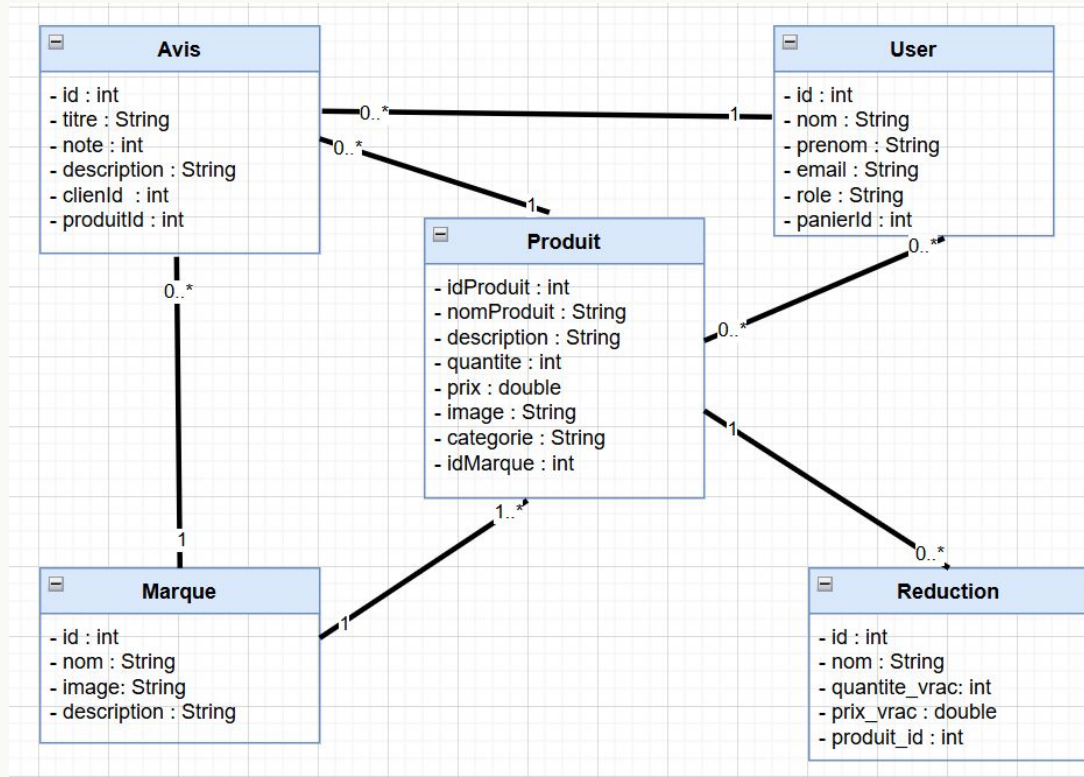 Avis
- id : int
- titre : String
- note : int
- description : String
- clienId : int
- produitId : int
User
- id : int
- nom : String
- prenom : String
- email : String
- role : String
- panierId : int
0..*
1
0..*
1
Produit
- idProduit : int
- nomProduit : String
- description : String
- quantite : int
- prix : double
- image : String
- categorie : String
- idMarque : int
0..*
0..*
0..*
1
1
0..*
1..*
1
Marque
- id : int
- nom : String
- image: String
- description : String
Reduction
- id : int
- nom : String
- quantite_vrac: int
- prix_vrac : double
- produit_id : int